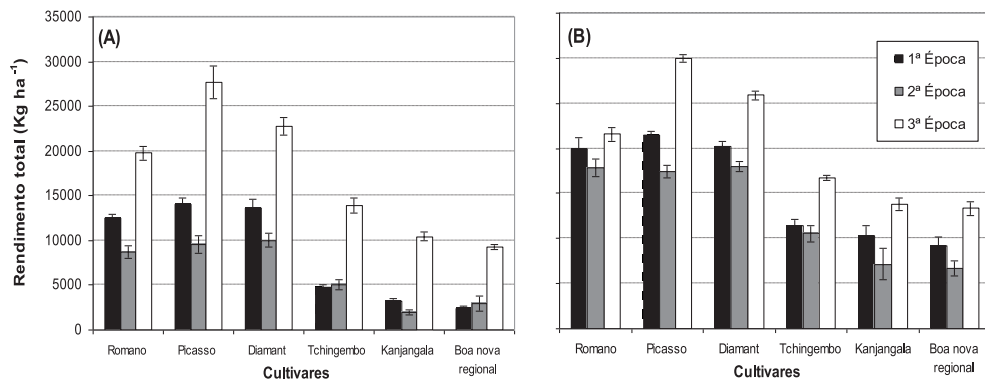 (A)
Rendimento total (Kg ha⁻¹)
35000
30000
25000
20000
15000
10000
5000
0
Romano Picasso Diamant Tchingembo Kanjangala Boa nova
regional
Cultivares
(B)
1ª Época
2ª Época
3ª Época
Romano Picasso Diamant Tchingembo Kanjangala Boa nova
regional
Cultivares